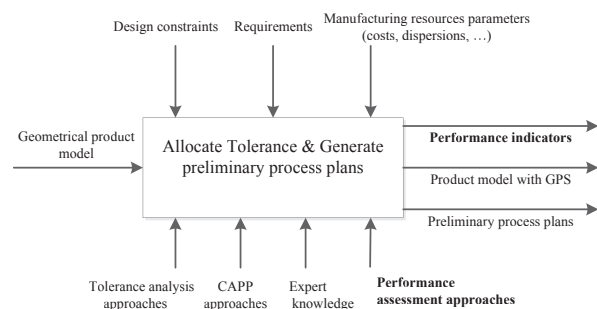 Design constraints
Requirements
Manufacturing resources parameters
(costs, dispersions, ...)
Geometrical product
model
Allocate Tolerance & Generate
preliminary process plans
Performance indicators
Product model with GPS
Preliminary process plans
Tolerance analysis
approaches
CAPP
approaches
Expert
knowledge
Performance
assessment approaches